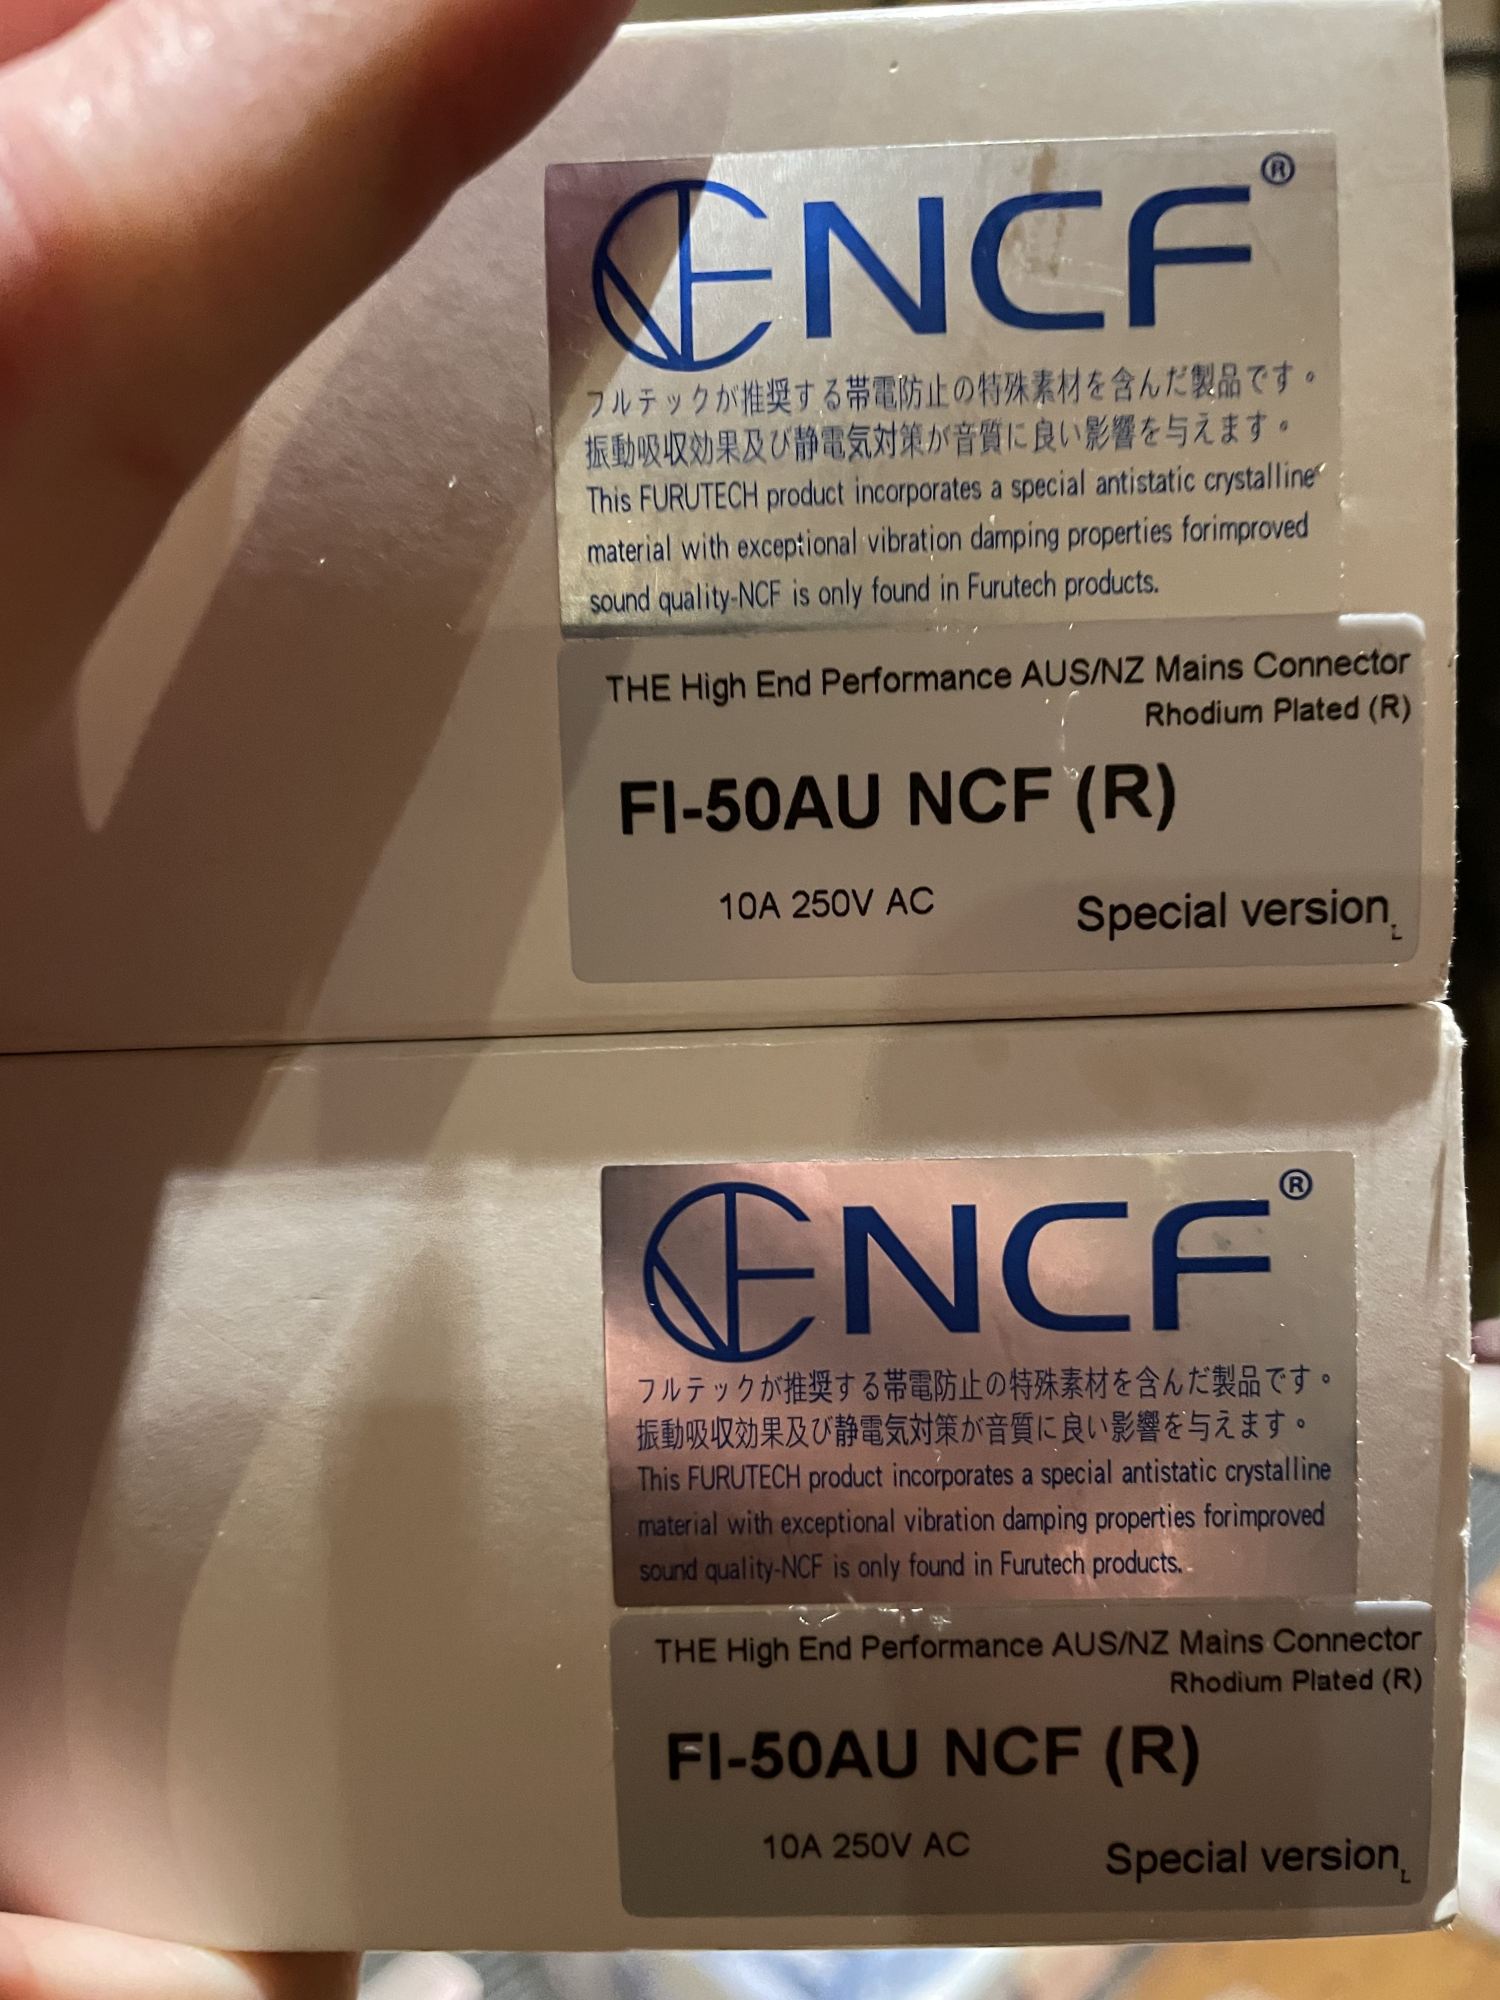 NCF®
フルテックが推奨する帯電防止の特殊素材を含んだ製品です。
振動吸収効果及び静電気対策が音質に良い影響を与えます。
This FURUTECH product incorporates a special antistatic crystalline
material with exceptional vibration damping properties forimproved
sound quality-NCF is only found in Furutech products.
THE High End Performance AUS/NZ Mains Connector
Rhodium Plated (R)
FI-50AU NCF (R)
10A 250V AC
Special version
L
NCF®
フルテックが推奨する帯電防止の特殊素材を含んだ製品です。
振動吸収効果及び静電気対策が音質に良い影響を与えます。
This FURUTECH product incorporates a special antistatic crystalline
material with exceptional vibration damping properties forimproved
sound quality-NCF is only found in Furutech products.
THE High End Performance AUS/NZ Mains Connector
Rhodium Plated (R)
FI-50AU NCF (R)
10A 250V AC
Special version
L